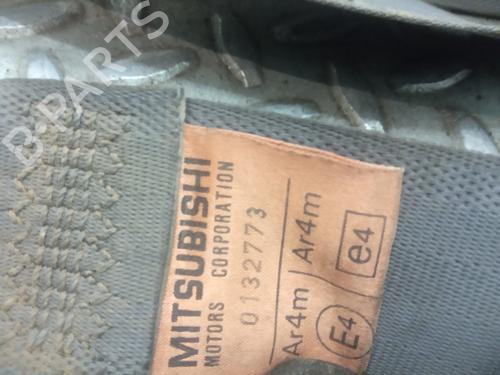 B-PARTS
MITSUBISHI
MOTORS CORPORATION
0132773
Ar4m / Ar4m
E4 e4